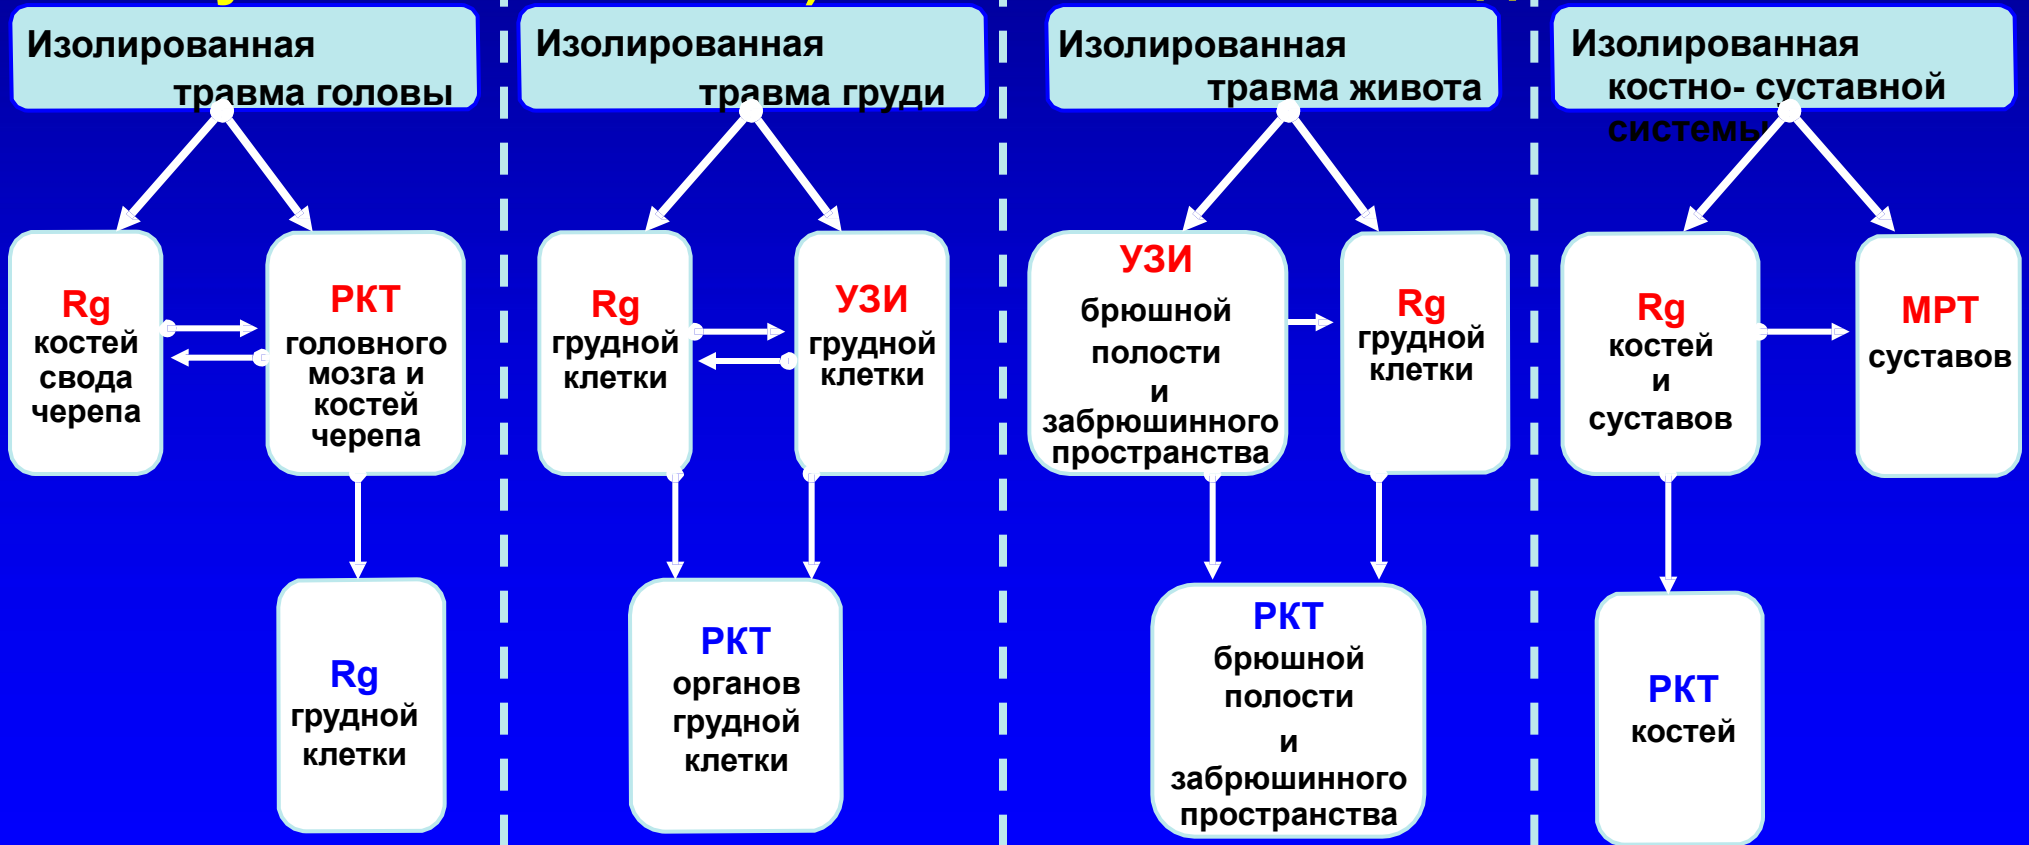 Изолированная
травма головы
Rg
костей
свода
черепа
РКТ
головного
мозга и
костей
черепа
Rg
грудной
клетки
Изолированная
травма груди
Rg
грудной
клетки
УЗИ
грудной
клетки
РКТ
органов
грудной
клетки
Изолированная
травма живота
УЗИ
брюшной
полости
и
забрюшинного
пространства
Rg
грудной
клетки
РКТ
брюшной
полости
и
забрюшинного
пространства
Изолированная
костно- суставной
системы
Rg
костей
и
суставов
МРТ
суставов
РКТ
костей